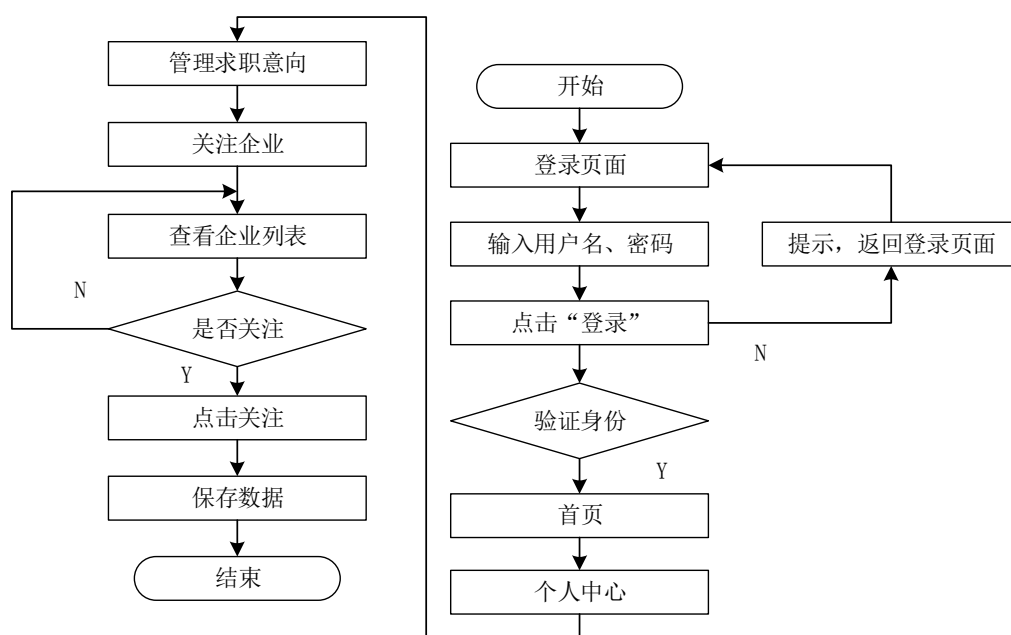 管理求职意向
关注企业
查看企业列表
N
是否关注
Y
点击关注
保存数据
结束
开始
登录页面
输入用户名、密码
提示，返回登录页面
点击“登录”
N
验证身份
Y
首页
个人中心